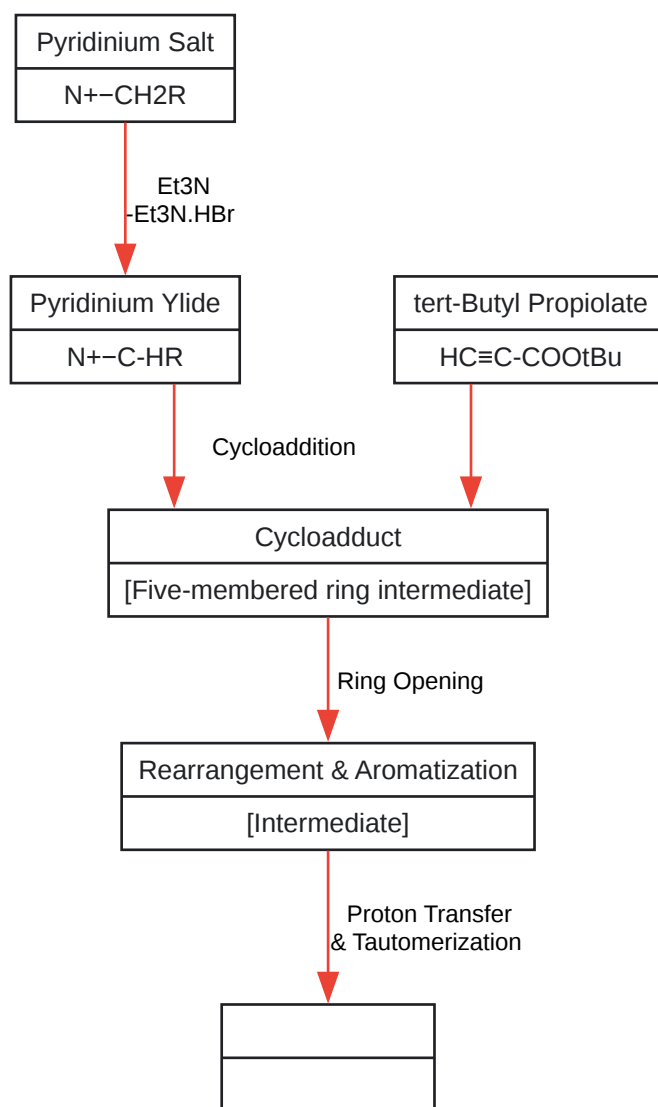 Pyridinium Salt
N+−CH2R
Et3N
-Et3N.HBr
Pyridinium Ylide
N+−C-HR
tert-Butyl Propiolate
HC≡C-COOtBu
Cycloaddition
Cycloadduct
[Five-membered ring intermediate]
Ring Opening
Rearrangement & Aromatization
[Intermediate]
Proton Transfer
& Tautomerization